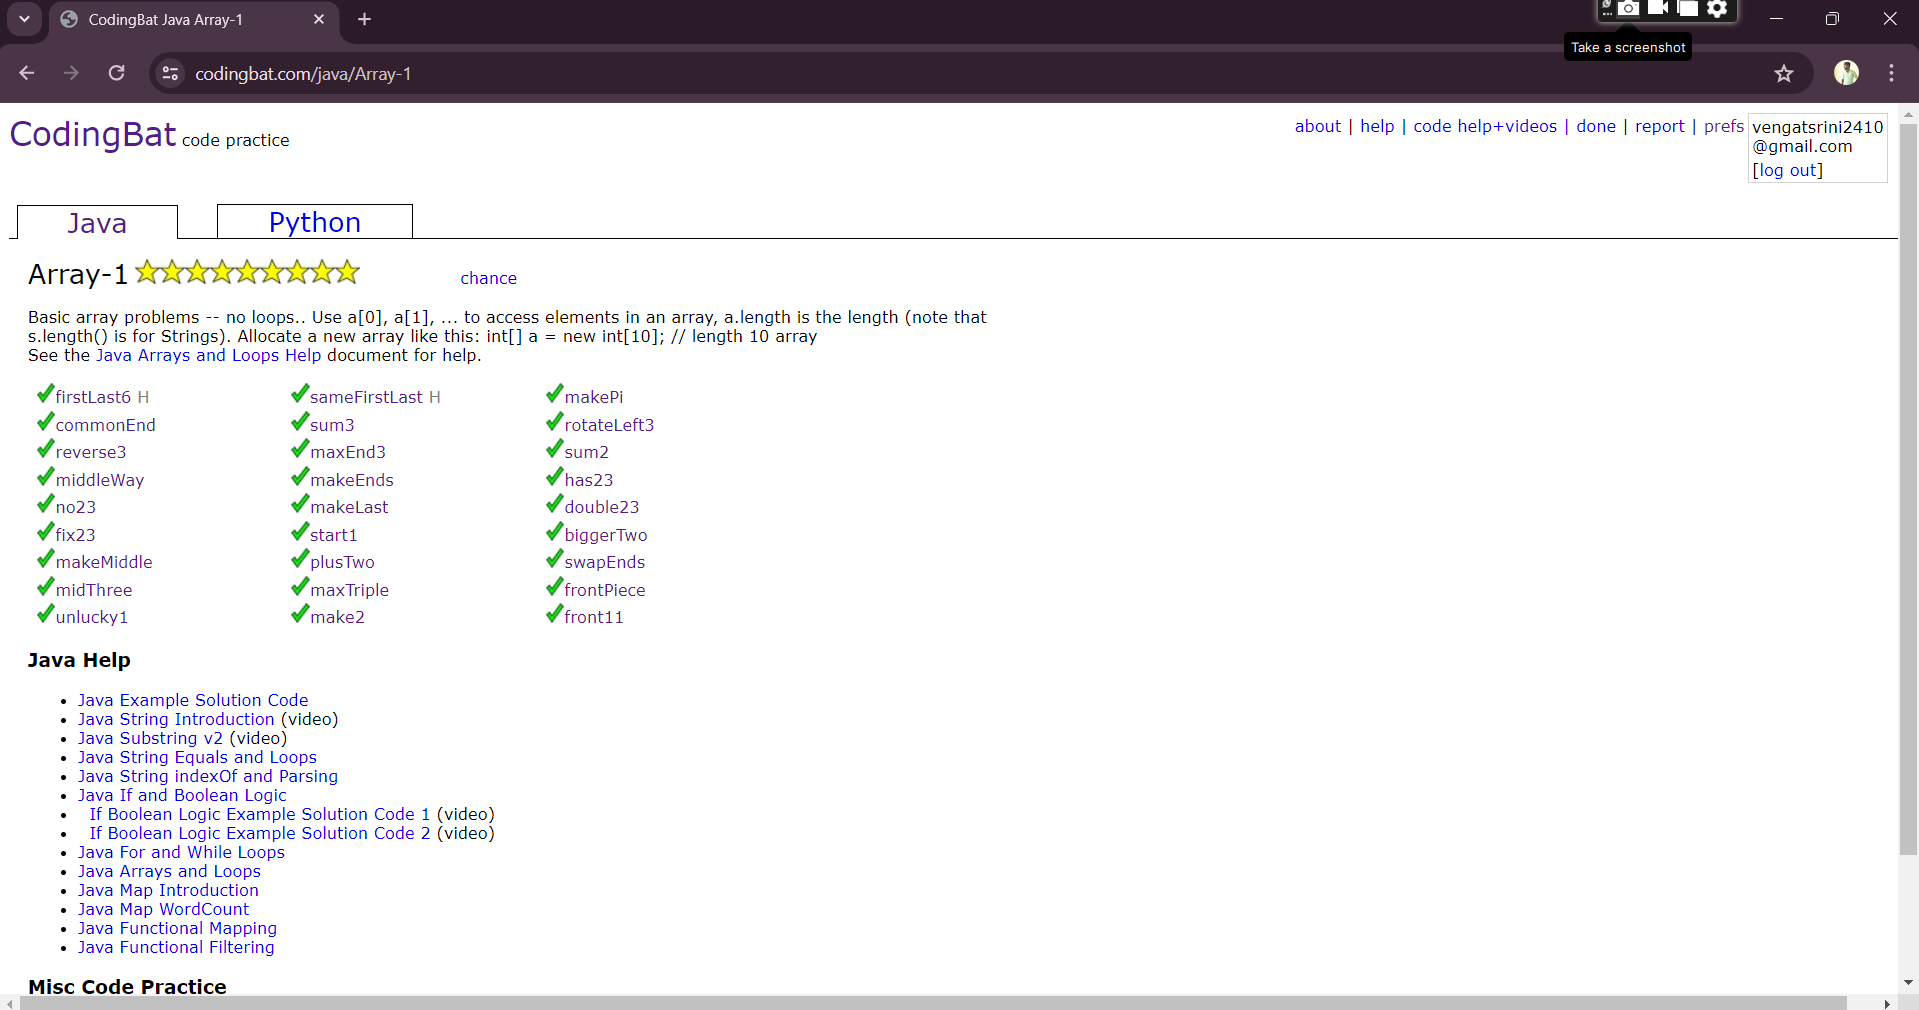 CodingBat Java Array-1
Take a screenshot
codingbat.com/java/Array-1
CodingBat code practice
about | help | code help+videos | done | report | prefs
vengatsrini2410
@gmail.com
[log out]
Java
Python
Array-1
chance
Basic array problems -- no loops.. Use a[0], a[1], ... to access elements in an array, a.length is the length (note that
s.length() is for Strings). Allocate a new array like this: int[] a = new int[10]; // length 10 array
See the Java Arrays and Loops Help document for help.
firstLast6 H sameFirstLast H makePi
commonEnd sum3 rotateLeft3
reverse3 maxEnd3 sum2
middleWay makeEnds has23
no23 makeLast double23
fix23 start1 biggerTwo
makeMiddle plusTwo swapEnds
midThree maxTriple frontPiece
unlucky1 make2 front11
Java Help
• Java Example Solution Code
• Java String Introduction (video)
• Java Substring v2 (video)
• Java String Equals and Loops
• Java String indexOf and Parsing
• Java If and Boolean Logic
• If Boolean Logic Example Solution Code 1 (video)
• If Boolean Logic Example Solution Code 2 (video)
• Java For and While Loops
• Java Arrays and Loops
• Java Map Introduction
• Java Map WordCount
• Java Functional Mapping
• Java Functional Filtering
Misc Code Practice